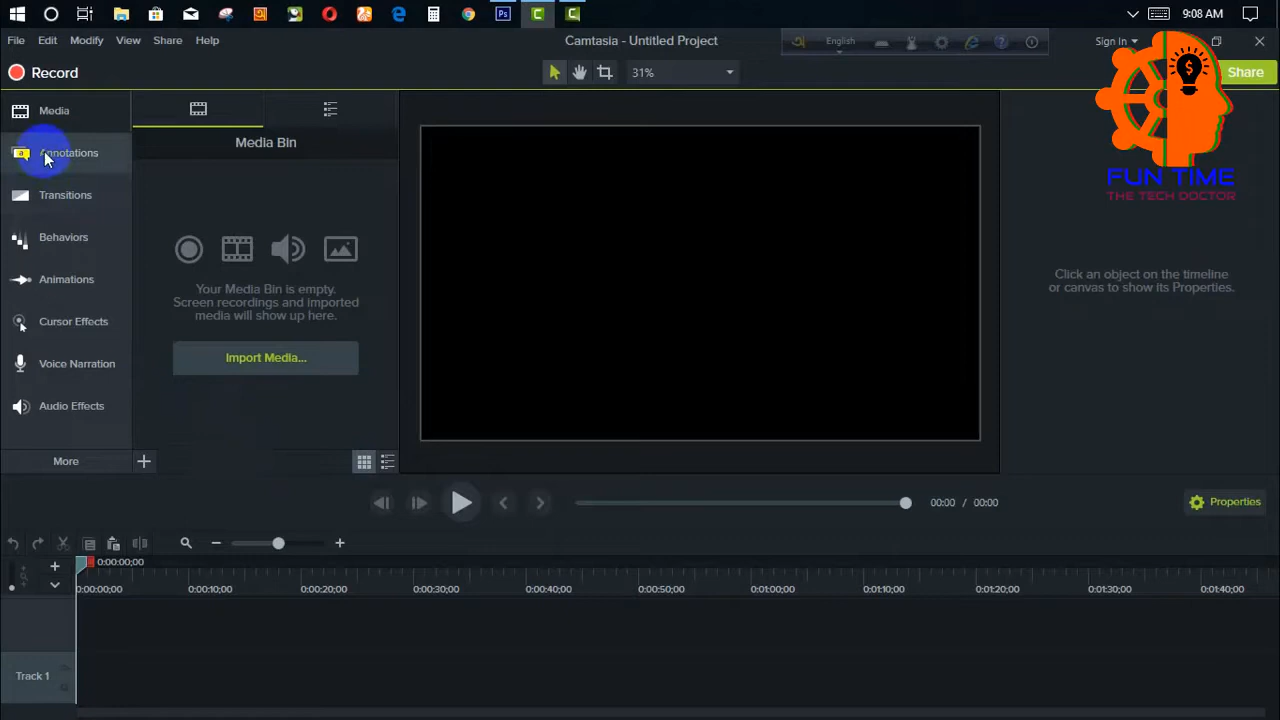 9:08 AM
File Edit Modify View Share Help
Camtasia - Untitled Project
English
Sign In
Record
31%
Share
Media
Annotations
Transitions
Behaviors
Animations
Cursor Effects
Voice Narration
Audio Effects
More
Media Bin
Your Media Bin is empty.
Screen recordings and imported
media will show up here.
Import Media...
FUN TIME
THE TECH DOCTOR
Click an object on the timeline
or canvas to show its Properties.
00:00 / 00:00
Properties
0:00:00;00
0:00:00;00 0:00:10;00 0:00:20;00 0:00:30;00 0:00:40;00 0:00:50;00 0:01:00;00 0:01:10;00 0:01:20;00 0:01:30;00 0:01:40;00
Track 1